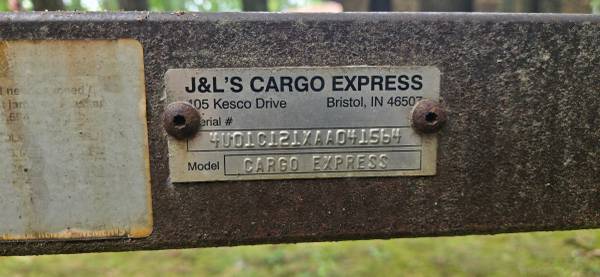 J&L'S CARGO EXPRESS
105 Kesco Drive Bristol, IN 46507
Serial #
4U01C121XAA041564
Model CARGO EXPRESS